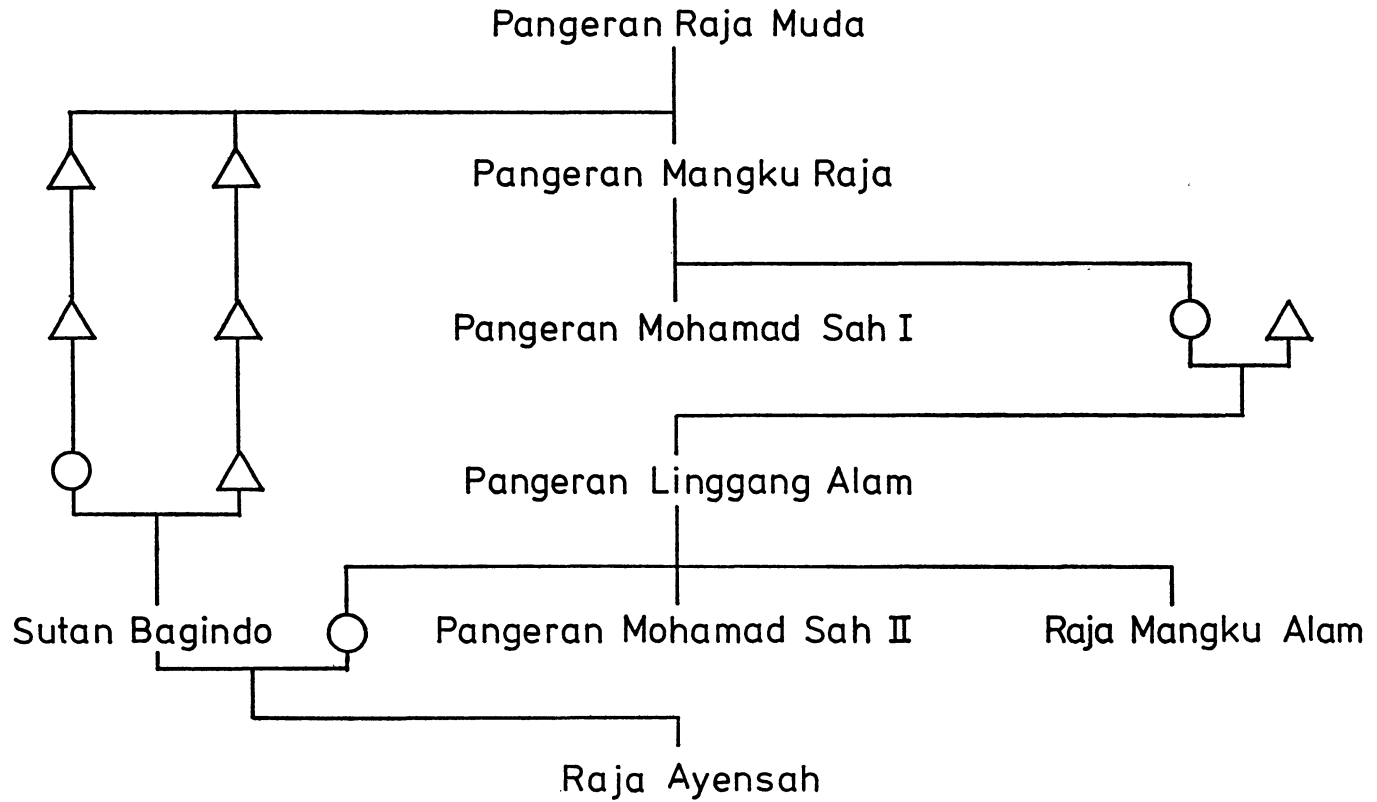 Pangeran Raja Muda
Pangeran Mangku Raja
Pangeran Mohamad Sah I
Pangeran Linggang Alam
Sutan Bagindo
Pangeran Mohamad Sah II
Raja Mangku Alam
Raja Ayensah